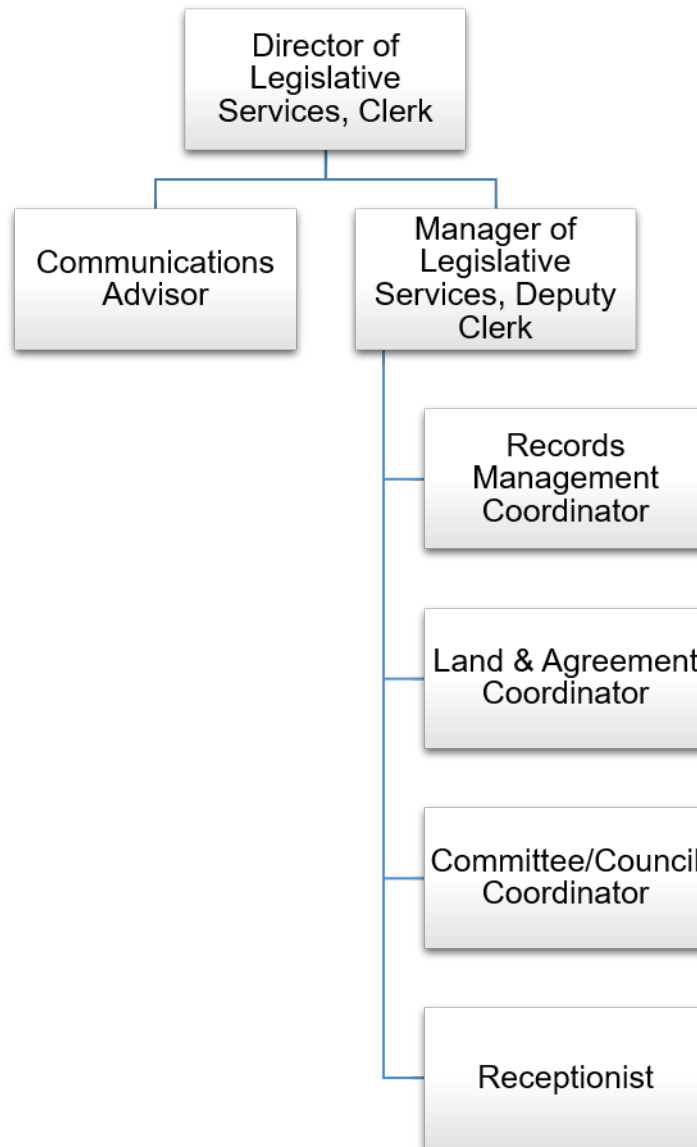 Director of
Legislative
Services, Clerk
Communications
Advisor
Manager of
Legislative
Services, Deputy
Clerk
Records
Management
Coordinator
Land & Agreement
Coordinator
Committee/Council
Coordinator
Receptionist